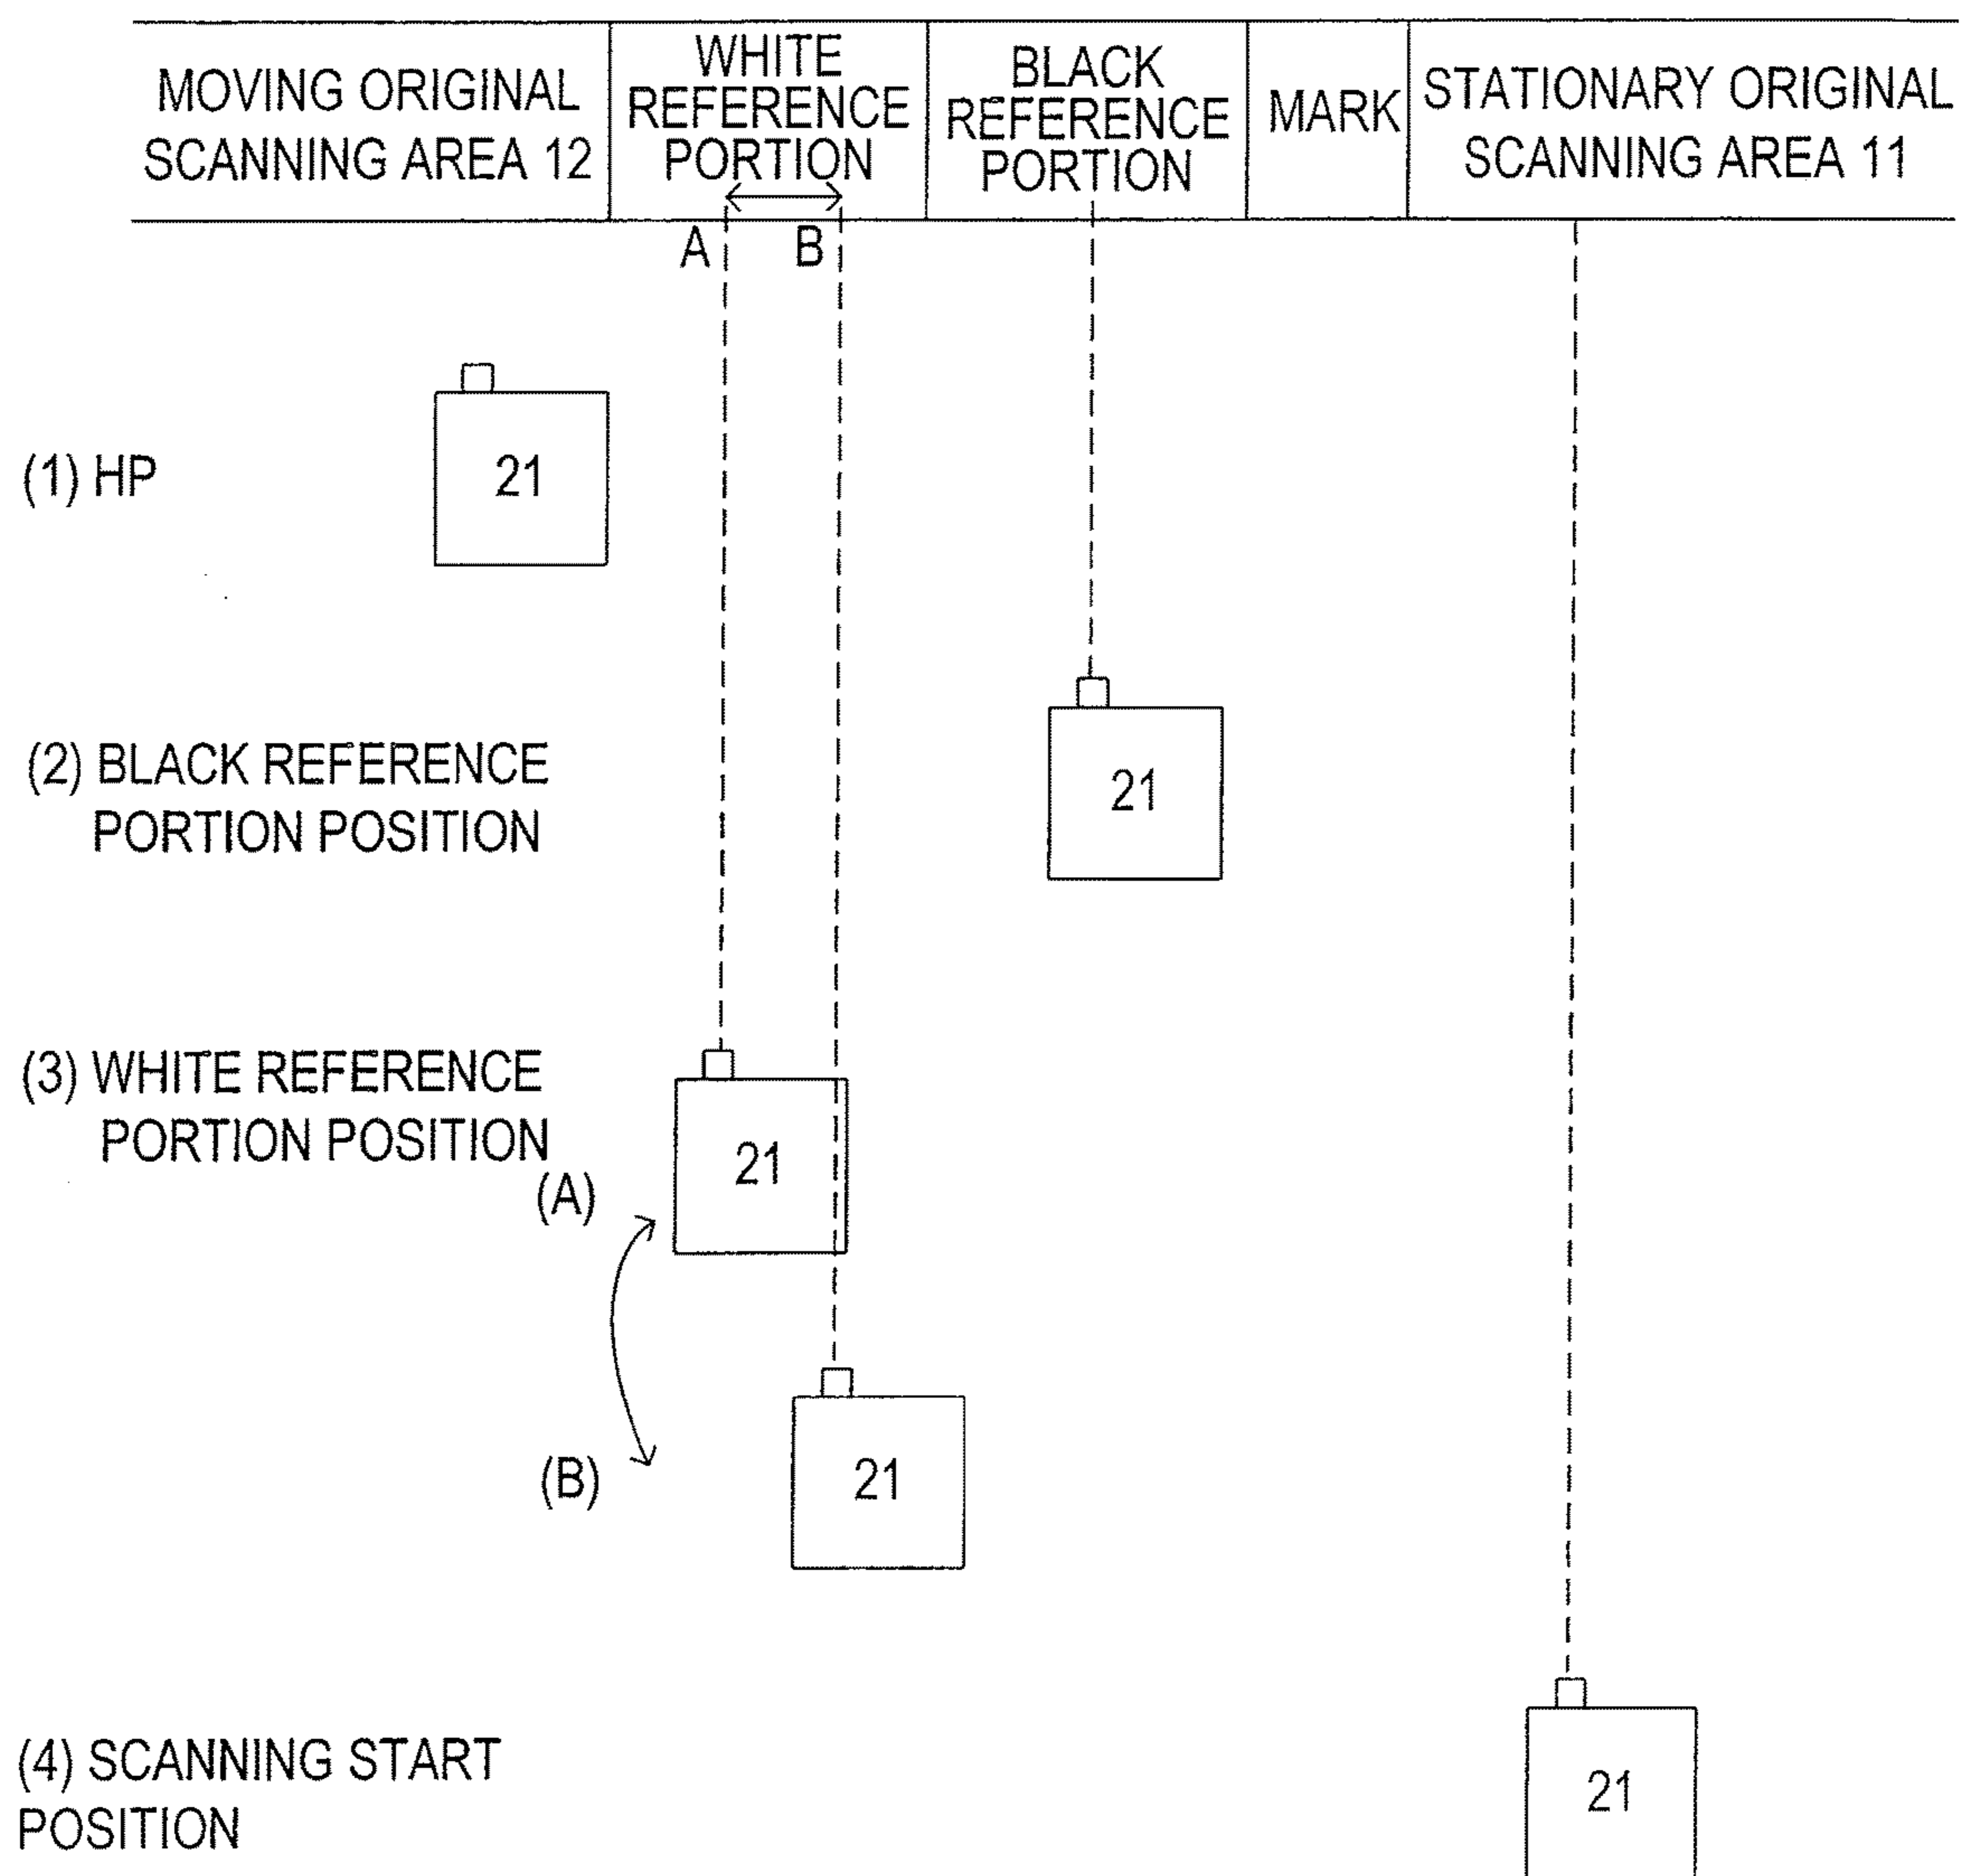 MOVING ORIGINAL
SCANNING AREA 12
WHITE
REFERENCE
PORTION
BLACK
REFERENCE
PORTION
MARK
STATIONARY ORIGINAL
SCANNING AREA 11
A
B
(1) HP
21
(2) BLACK REFERENCE
PORTION POSITION
21
(3) WHITE REFERENCE
PORTION POSITION
(A)
21
(B)
21
(4) SCANNING START
POSITION
21